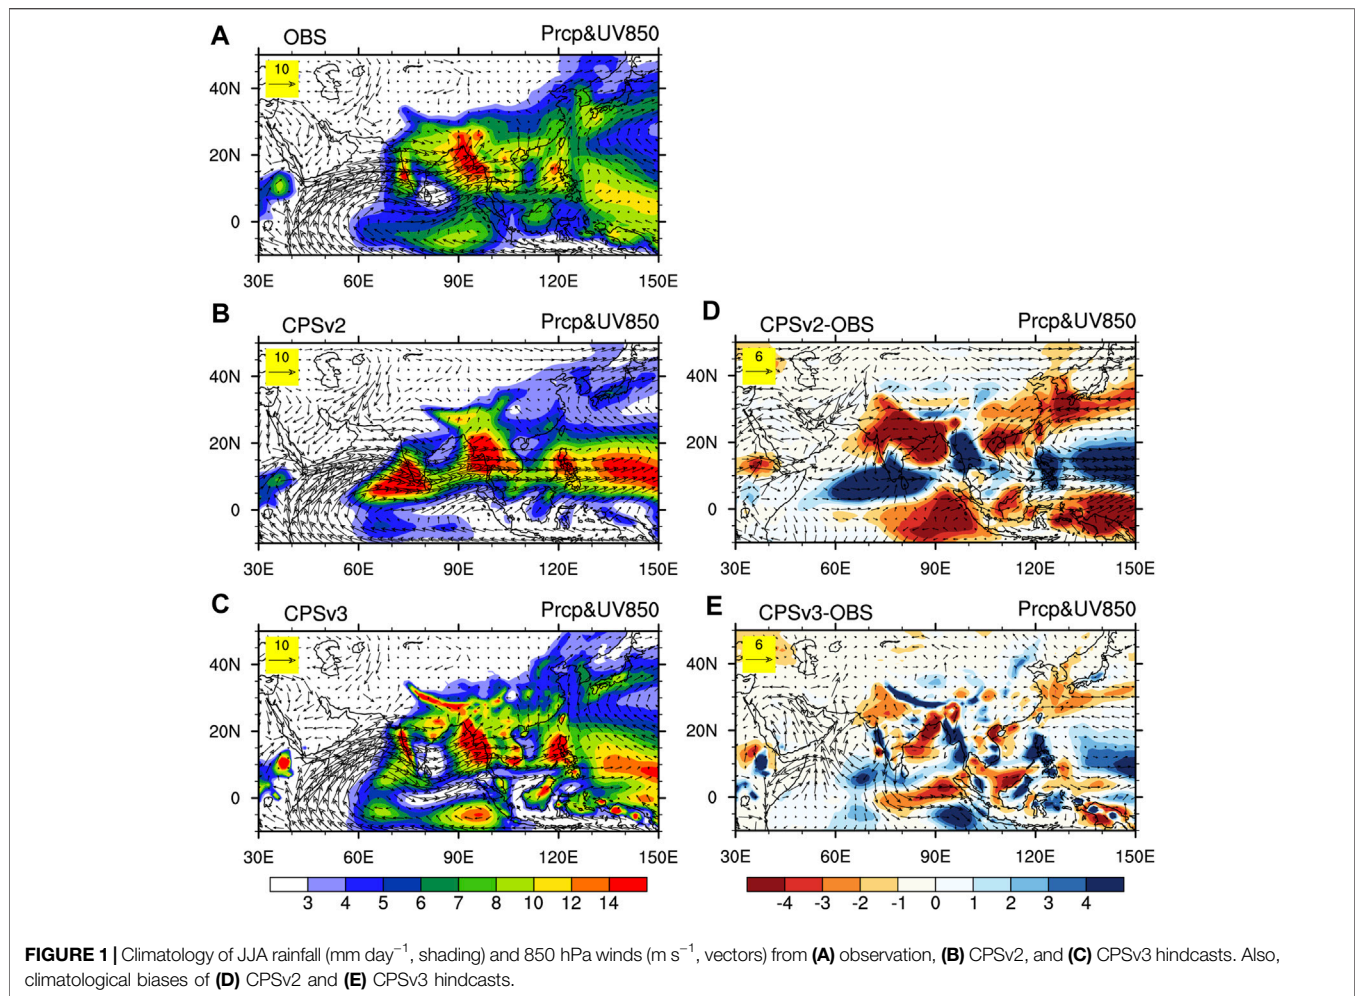 A
OBS
Prcp&UV850
10
40N
20N
0
30E 60E 90E 120E 150E
B
CPSv2
Prcp&UV850
10
40N
20N
0
30E 60E 90E 120E 150E
D
CPSv2-OBS
Prcp&UV850
6
40N
20N
0
30E 60E 90E 120E 150E
C
CPSv3
Prcp&UV850
10
40N
20N
0
30E 60E 90E 120E 150E
3 4 5 6 7 8 10 12 14
E
CPSv3-OBS
Prcp&UV850
6
40N
20N
0
30E 60E 90E 120E 150E
-4 -3 -2 -1 0 1 2 3 4
FIGURE 1 | Climatology of JJA rainfall (mm day⁻¹, shading) and 850 hPa winds (m s⁻¹, vectors) from (A) observation, (B) CPSv2, and (C) CPSv3 hindcasts. Also,
climatological biases of (D) CPSv2 and (E) CPSv3 hindcasts.